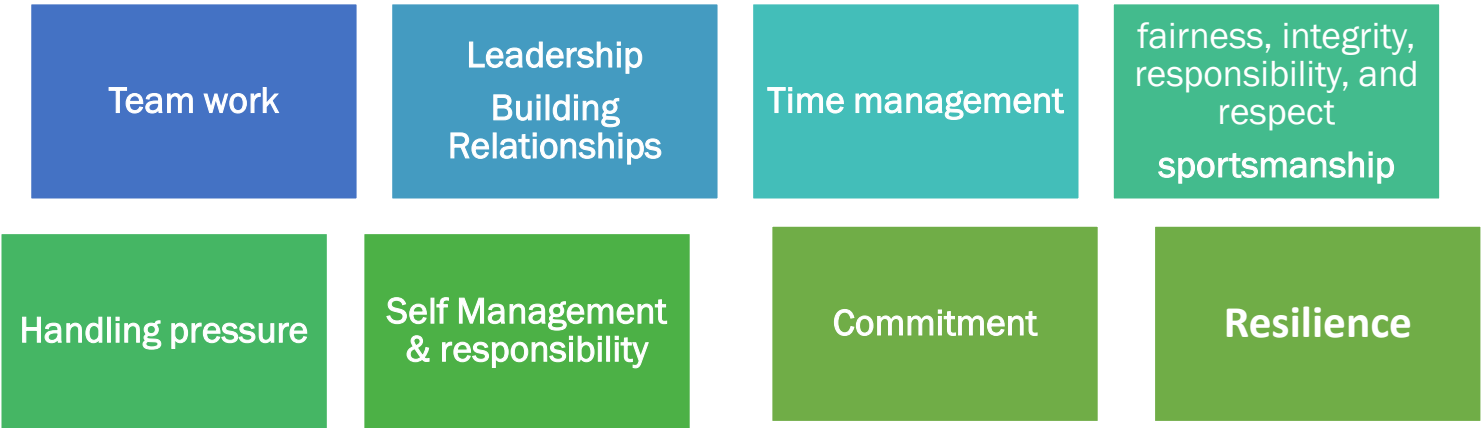 Team work
Leadership
Building
Relationships
Time management
fairness, integrity,
responsibility, and
respect
sportsmanship
Handling pressure
Self Management
& responsibility
Commitment
Resilience